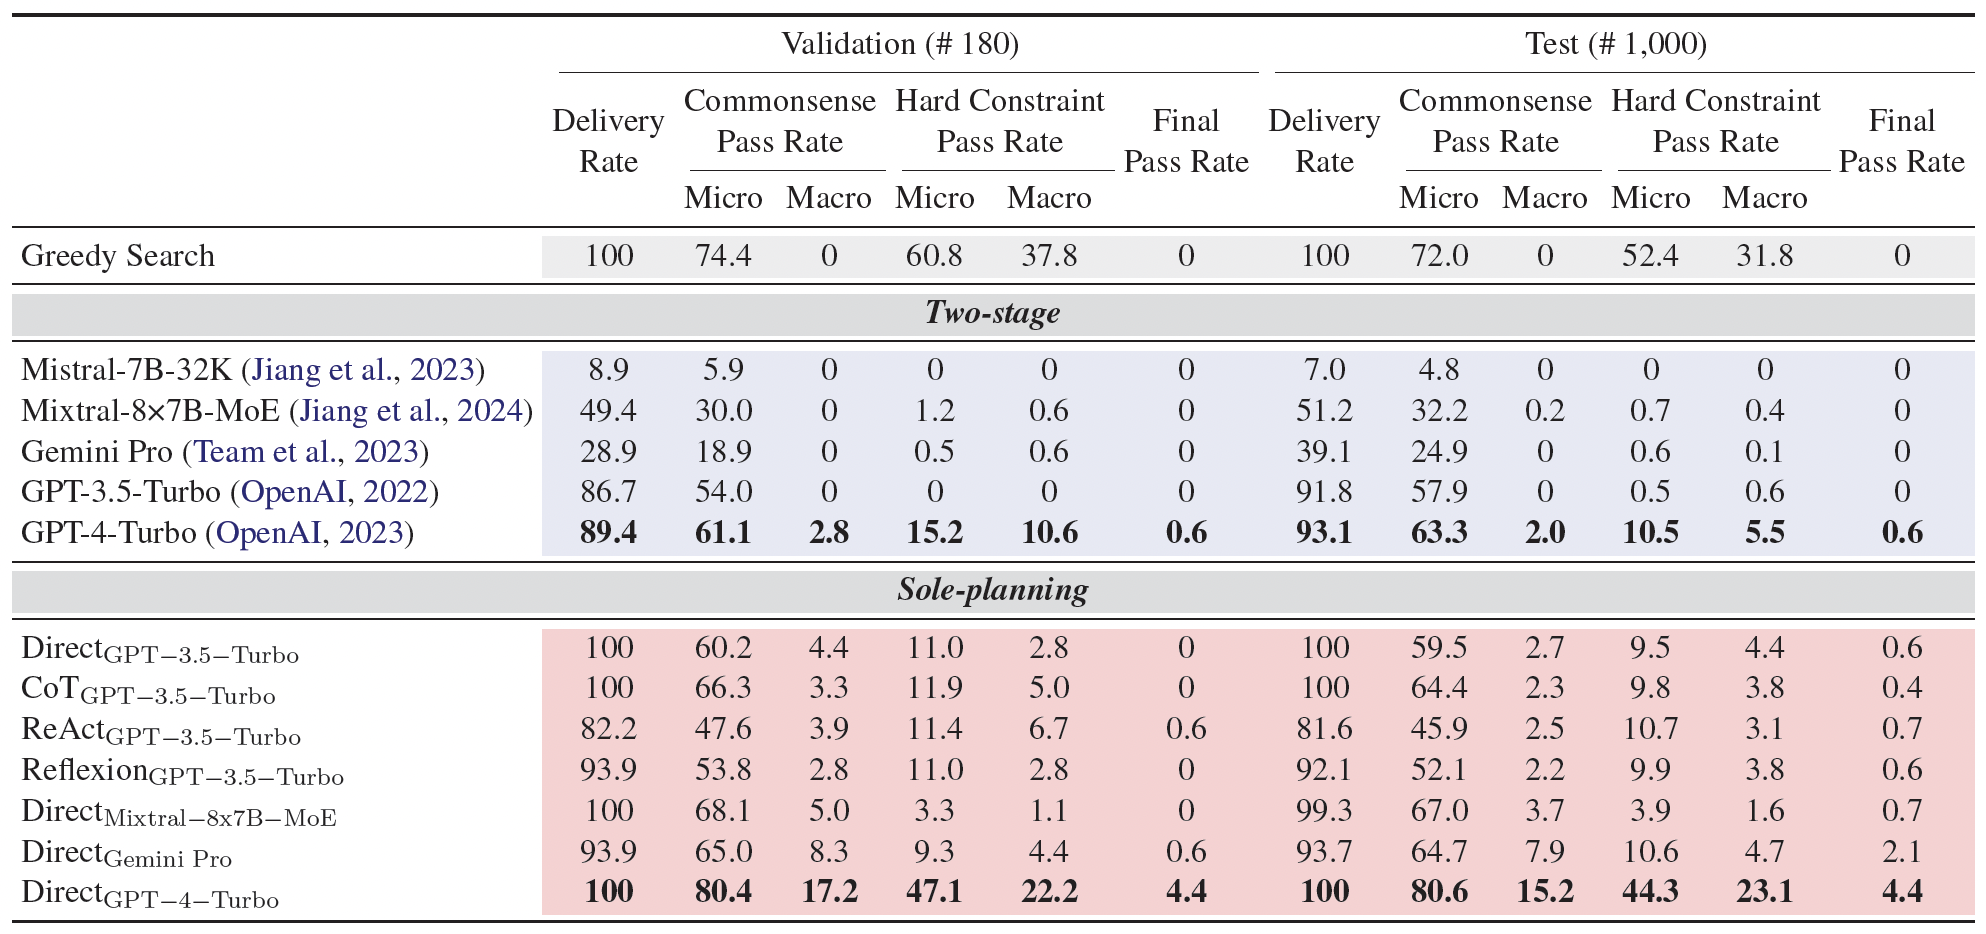 Validation (# 180) Test (# 1,000)
Delivery Rate Commonsense Pass Rate Hard Constraint Pass Rate Final Pass Rate Delivery Rate Commonsense Pass Rate Hard Constraint Pass Rate Final Pass Rate
Micro Macro Micro Macro Micro Macro Micro Macro
Greedy Search 100 74.4 0 60.8 37.8 0 100 72.0 0 52.4 31.8 0
Two-stage
Mistral-7B-32K (Jiang et al., 2023) 8.9 5.9 0 0 0 0 7.0 4.8 0 0 0 0
Mixtral-8×7B-MoE (Jiang et al., 2024) 49.4 30.0 0 1.2 0.6 0 51.2 32.2 0.2 0.7 0.4 0
Gemini Pro (Team et al., 2023) 28.9 18.9 0 0.5 0.6 0 39.1 24.9 0 0.6 0.1 0
GPT-3.5-Turbo (OpenAI, 2022) 86.7 54.0 0 0 0 0 91.8 57.9 0 0.5 0.6 0
GPT-4-Turbo (OpenAI, 2023) 89.4 61.1 2.8 15.2 10.6 0.6 93.1 63.3 2.0 10.5 5.5 0.6
Sole-planning
Direct GPT−3.5−Turbo 100 60.2 4.4 11.0 2.8 0 100 59.5 2.7 9.5 4.4 0.6
CoT GPT−3.5−Turbo 100 66.3 3.3 11.9 5.0 0 100 64.4 2.3 9.8 3.8 0.4
ReAct GPT−3.5−Turbo 82.2 47.6 3.9 11.4 6.7 0.6 81.6 45.9 2.5 10.7 3.1 0.7
Reflexion GPT−3.5−Turbo 93.9 53.8 2.8 11.0 2.8 0 92.1 52.1 2.2 9.9 3.8 0.6
Direct Mixtral−8x7B−MoE 100 68.1 5.0 3.3 1.1 0 99.3 67.0 3.7 3.9 1.6 0.7
Direct Gemini Pro 93.9 65.0 8.3 9.3 4.4 0.6 93.7 64.7 7.9 10.6 4.7 2.1
Direct GPT−4−Turbo 100 80.4 17.2 47.1 22.2 4.4 100 80.6 15.2 44.3 23.1 4.4